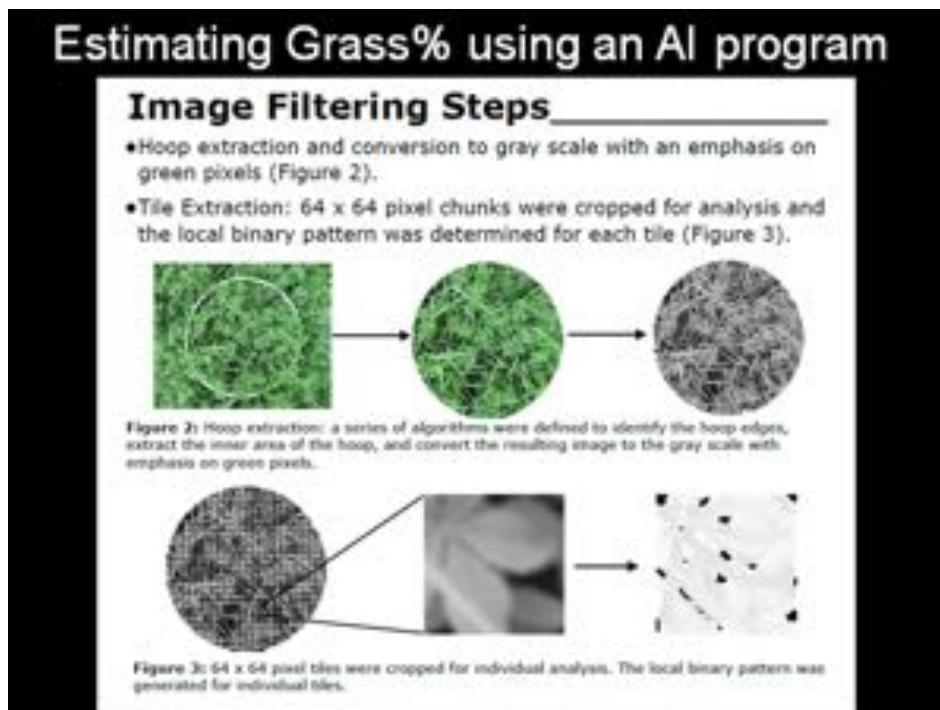 Estimating Grass% using an AI program
Image Filtering Steps
•Hoop extraction and conversion to gray scale with an emphasis on
green pixels (Figure 2).
•Tile Extraction: 64 x 64 pixel chunks were cropped for analysis and
the local binary pattern was determined for each tile (Figure 3).
Figure 2: Hoop extraction: a series of algorithms were defined to identify the hoop edges,
extract the inner area of the hoop, and convert the resulting image to the gray scale with
emphasis on green pixels.
Figure 3: 64 x 64 pixel tiles were cropped for individual analysis. The local binary pattern was
generated for individual tiles.